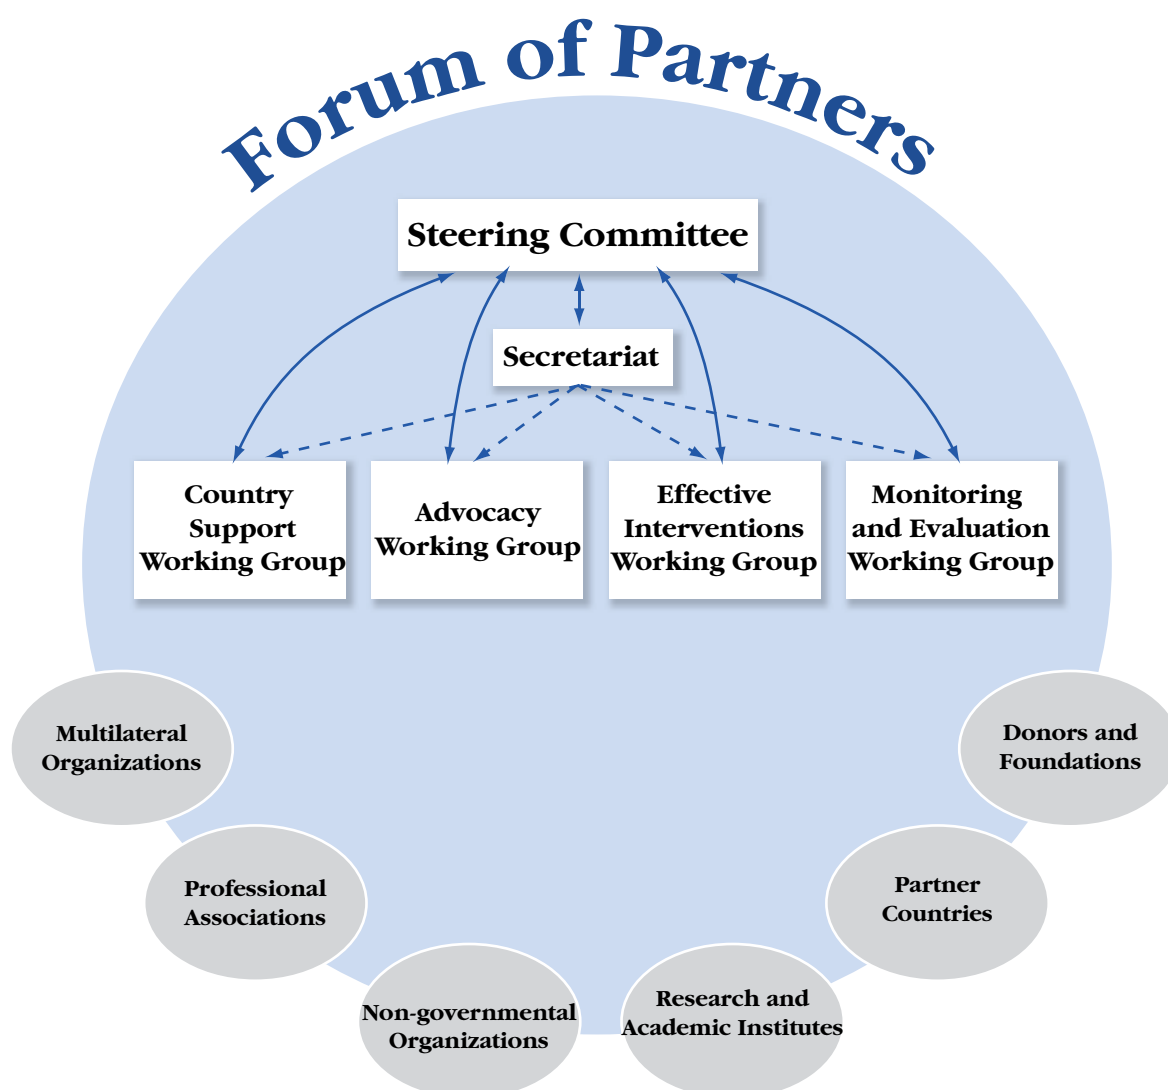 Forum of Partners
Steering Committee
Secretariat
Country
Support
Working Group
Advocacy
Working Group
Effective
Interventions
Working Group
Monitoring
and Evaluation
Working Group
Multilateral
Organizations
Donors and
Foundations
Professional
Associations
Partner
Countries
Non-governmental
Organizations
Research and
Academic Institutes